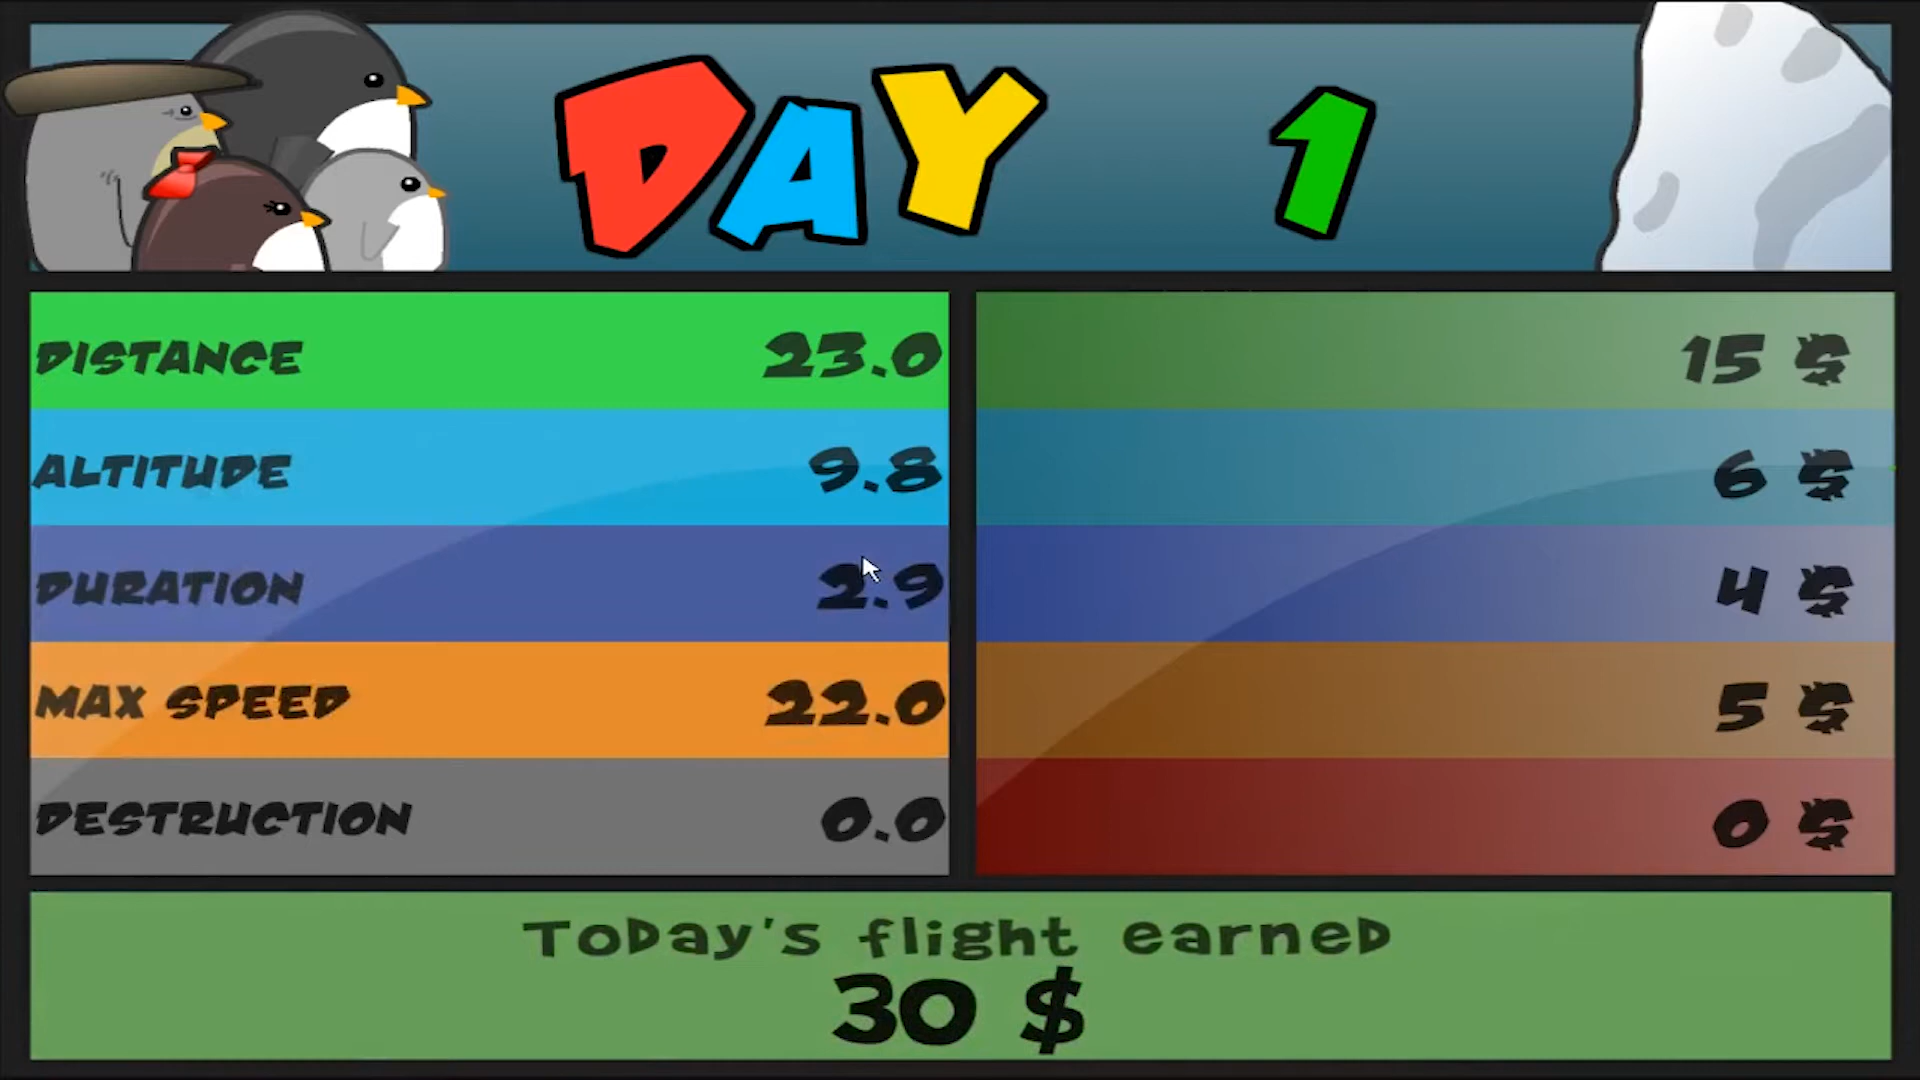 DAY 1
DISTANCE 23.0 15 $
ALTITUDE 9.8 6 $
DURATION 2.9 4 $
MAX SPEED 22.0 5 $
DESTRUCTION 0.0 0 $
Today's flight earned
30 $